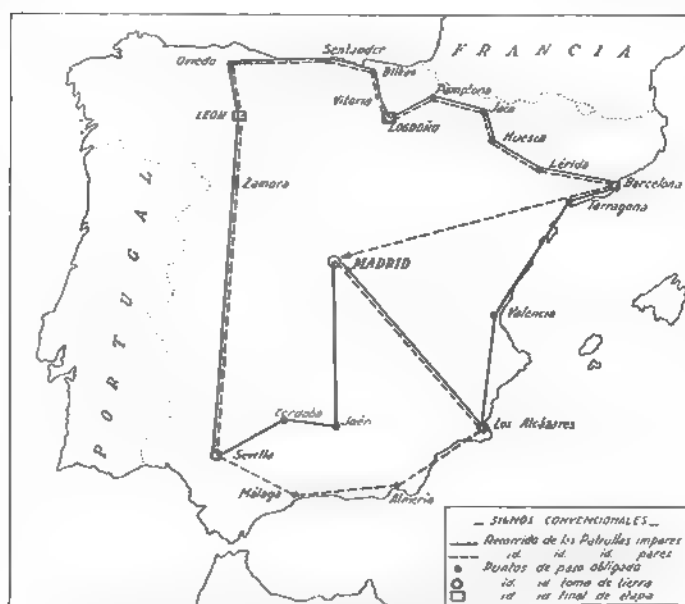 FRANCIA
Oviedo
Santander
Bilbao
Pamplona
Vitoria
LEON
LOGROÑO
Jaca
Huesca
Lérida
Zamora
Barcelona
Tarragona
PORTUGAL
MADRID
Valencia
Córdoba
Jaén
Los Alcázares
Sevilla
Málaga
Almería
SIGNOS CONVENCIONALES
Recorrido de las Patrullas impares
id. id. id. pares
Puntos de paso obligado
id. id toma de tierra
id. id final de etapa